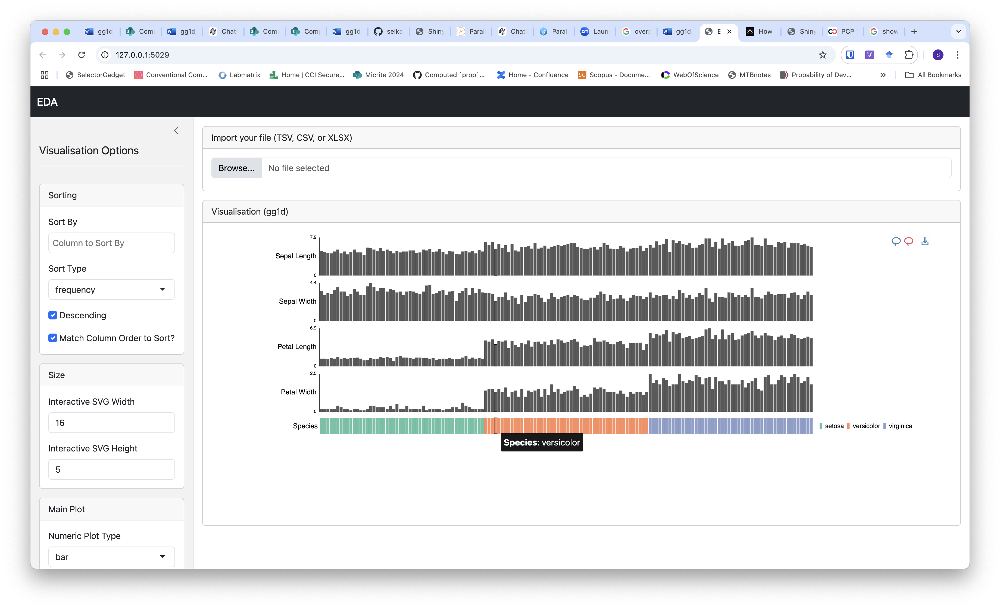 gg1d
Com
gg1d
Chat
Com
Com
gg1d
selka
Shiny
Paral
Chat
Paral
Laun
overp
gg1d
E
How
Shiny
PCP
show
127.0.0.1:5029
S
SelectorGadget
Conventional Com...
Labmatrix
Home | CCI Secure...
Micrite 2024
Computed `prop`...
Home - Confluence
SC Scopus - Docume...
WebOfScience
MTBnotes
Probability of Dev...
All Bookmarks
EDA
Visualisation Options
Sorting
Sort By
Column to Sort By
Sort Type
frequency
Descending
Match Column Order to Sort?
Size
Interactive SVG Width
16
Interactive SVG Height
5
Main Plot
Numeric Plot Type
bar
Import your file (TSV, CSV, or XLSX)
Browse... No file selected
Visualisation (gg1d)
7.9
Sepal Length
0
4.4
Sepal Width
0
6.9
Petal Length
0
2.5
Petal Width
0
Species
setosa versicolor virginica
Species: versicolor